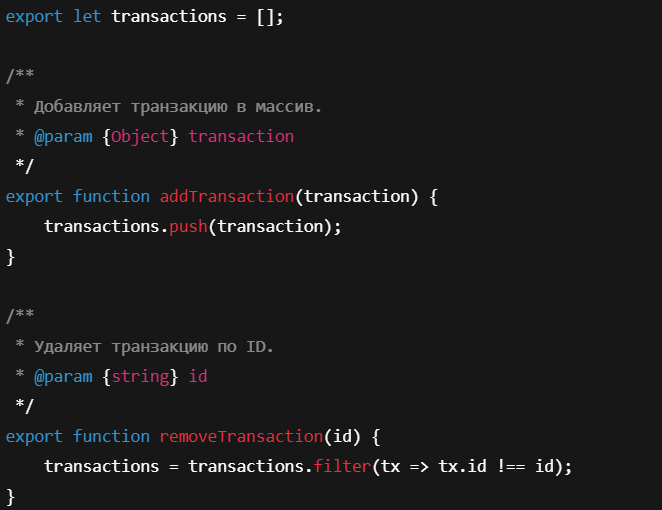 export let transactions = [];
/**
 * Добавляет транзакцию в массив.
 * @param {Object} transaction
 */
export function addTransaction(transaction) {
    transactions.push(transaction);
}
/**
 * Удаляет транзакцию по ID.
 * @param {string} id
 */
export function removeTransaction(id) {
    transactions = transactions.filter(tx => tx.id !== id);
}